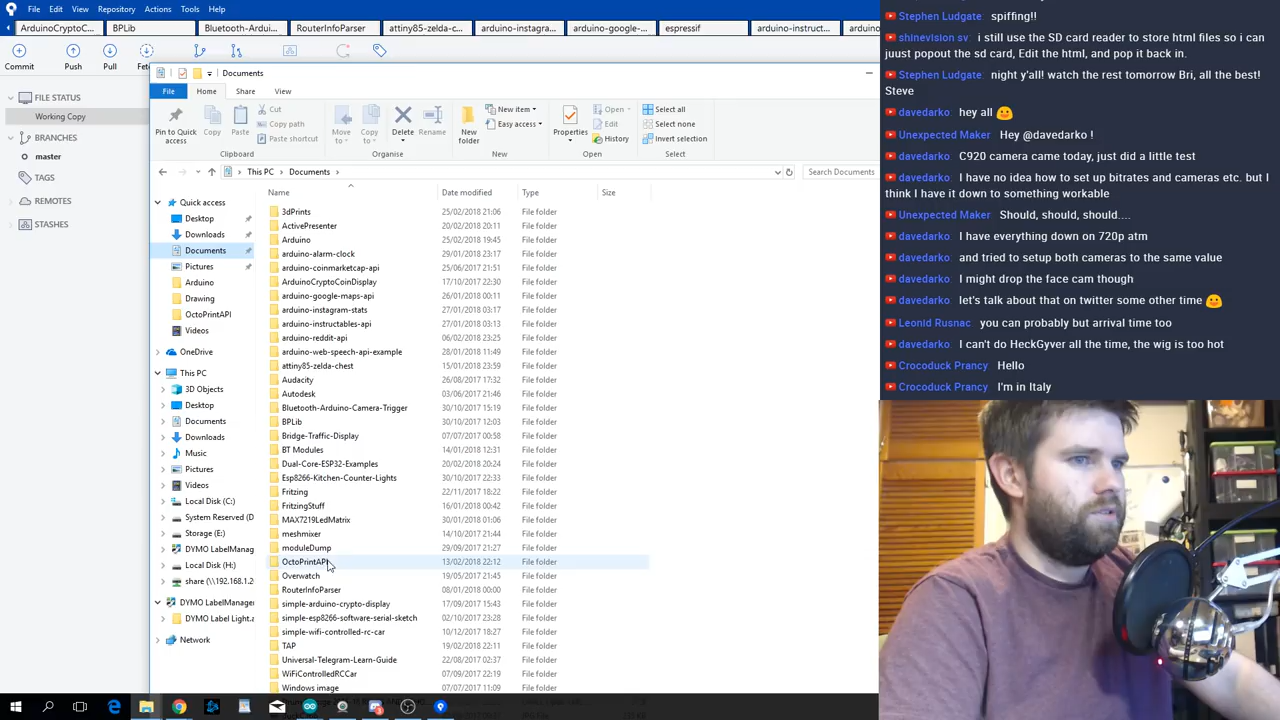 File Edit View Repository Actions Tools Help
ArduinoCryptoC... BPLib Bluetooth-Ardui... RouterInfoParser attiny85-zelda-c... arduino-instagra... arduino-google-... espressif arduino-instruct...
Commit Push Pull Fetch
Documents
File Home Share View
Pin to Quick access
Copy
Paste
Cut
Copy path
Paste shortcut
Clipboard
Move to
Copy to
Delete
Rename
Organise
New folder
New item
Easy access
New
Properties
Open
Edit
History
Open
Select all
Select none
Invert selection
Select
This PC Documents
Search Documents
FILE STATUS
Working Copy
BRANCHES
master
TAGS
REMOTES
STASHES
Quick access
Desktop
Downloads
Documents
Pictures
Arduino
Drawing
OctoPrintAPI
Videos
OneDrive
This PC
3D Objects
Desktop
Documents
Downloads
Music
Pictures
Videos
Local Disk (C:)
System Reserved (D
Storage (E:)
DYMO LabelManag
Local Disk (H:)
share (\\192.168.1.2
DYMO LabelManager
DYMO Label Light.a
Network
Name Date modified Type Size
3dPrints 25/02/2018 21:06 File folder
ActivePresenter 20/02/2018 20:11 File folder
Arduino 25/02/2018 19:45 File folder
arduino-alarm-clock 29/01/2018 23:17 File folder
arduino-coinmarketcap-api 25/06/2017 21:51 File folder
ArduinoCryptoCoinDisplay 17/10/2017 22:30 File folder
arduino-google-maps-api 26/01/2018 00:11 File folder
arduino-instagram-stats 27/01/2018 03:17 File folder
arduino-instructables-api 27/01/2018 03:13 File folder
arduino-reddit-api 06/02/2018 23:25 File folder
arduino-web-speech-api-example 28/01/2018 11:49 File folder
attiny85-zelda-chest 15/01/2018 23:59 File folder
Audacity 26/08/2017 17:32 File folder
Autodesk 03/06/2017 21:46 File folder
Bluetooth-Arduino-Camera-Trigger 30/10/2017 15:19 File folder
BPLib 30/10/2017 12:03 File folder
Bridge-Traffic-Display 07/07/2017 00:58 File folder
BT Modules 14/01/2018 12:31 File folder
Dual-Core-ESP32-Examples 20/02/2018 20:24 File folder
Esp8266-Kitchen-Counter-Lights 30/10/2017 22:33 File folder
Fritzing 22/11/2017 18:22 File folder
FritzingStuff 16/01/2018 00:42 File folder
MAX7219LedMatrix 30/01/2018 01:06 File folder
meshmixer 14/10/2017 21:44 File folder
moduleDump 29/09/2017 21:27 File folder
OctoPrintAPI 13/02/2018 22:12 File folder
Overwatch 19/05/2017 21:45 File folder
RouterInfoParser 08/01/2018 00:00 File folder
simple-arduino-crypto-display 17/09/2017 15:43 File folder
simple-esp8266-software-serial-sketch 02/10/2017 23:28 File folder
simple-wifi-controlled-rc-car 10/12/2017 18:27 File folder
TAP 19/02/2018 22:11 File folder
Universal-Telegram-Learn-Guide 22/08/2017 02:37 File folder
WiFiControlledRCCar 07/09/2017 22:19 File folder
Windows image 07/07/2017 11:09 File folder
Stephen Ludgate spiffing!!
shinevision sv i still use the SD card reader to store html files so i can
just popout the sd card, Edit the html, and pop it back in.
Stephen Ludgate night y'all! watch the rest tomorrow Bri, all the best!
Steve
davedarko hey all
Unexpected Maker Hey @davedarko !
davedarko C920 camera came today, just did a little test
davedarko I have no idea how to set up bitrates and cameras etc. but I
think I have it down to something workable
Unexpected Maker Should, should, should....
davedarko I have everything down on 720p atm
davedarko and tried to setup both cameras to the same value
davedarko I might drop the face cam though
davedarko let's talk about that on twitter some other time
Leonid Rusnac you can probably but arrival time too
davedarko I can't do HeckGyver all the time, the wig is too hot
Crocoduck Prancy Hello
Crocoduck Prancy I'm in Italy